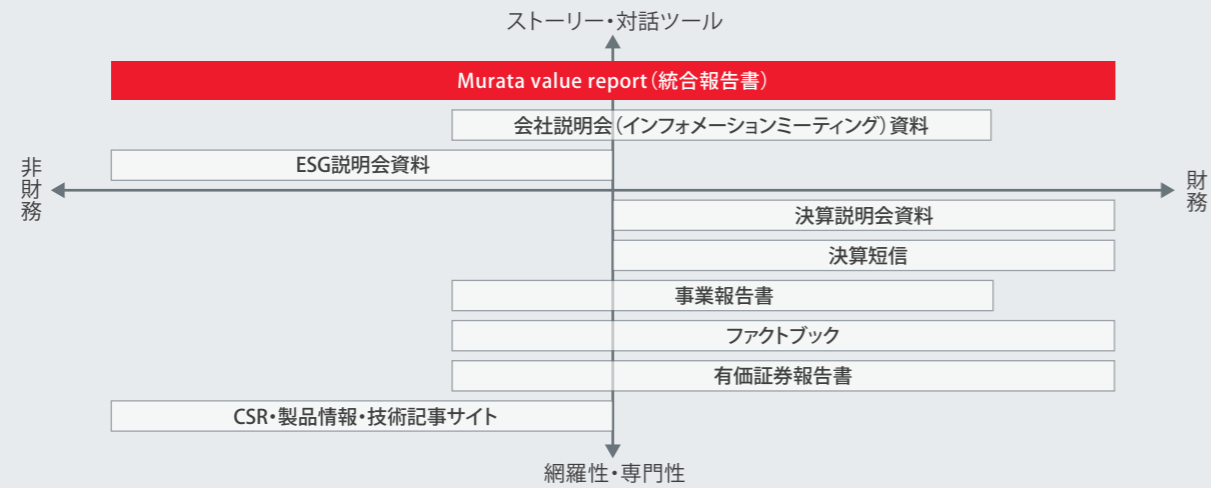 ストーリー・対話ツール
Murata value report（統合報告書）
会社説明会（インフォメーションミーティング）資料
ESG説明会資料
非財務
財務
決算説明会資料
決算短信
事業報告書
ファクトブック
有価証券報告書
CSR・製品情報・技術記事サイト
網羅性・専門性